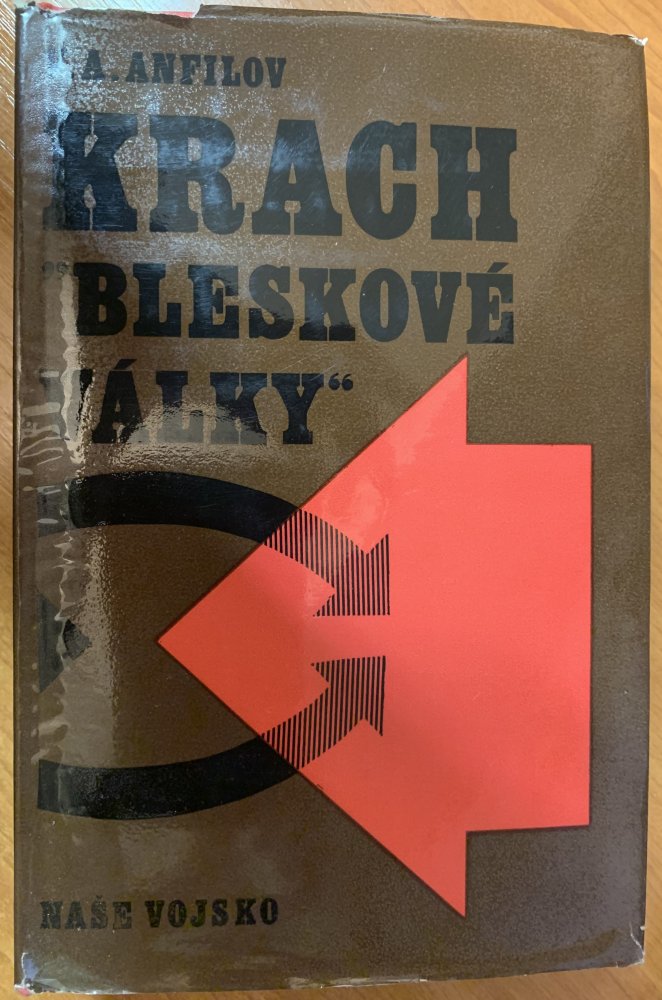 A. ANFILOV
KRACH
"BLESKOVÉ
VÁLKY“
NAŠE VOJSKO